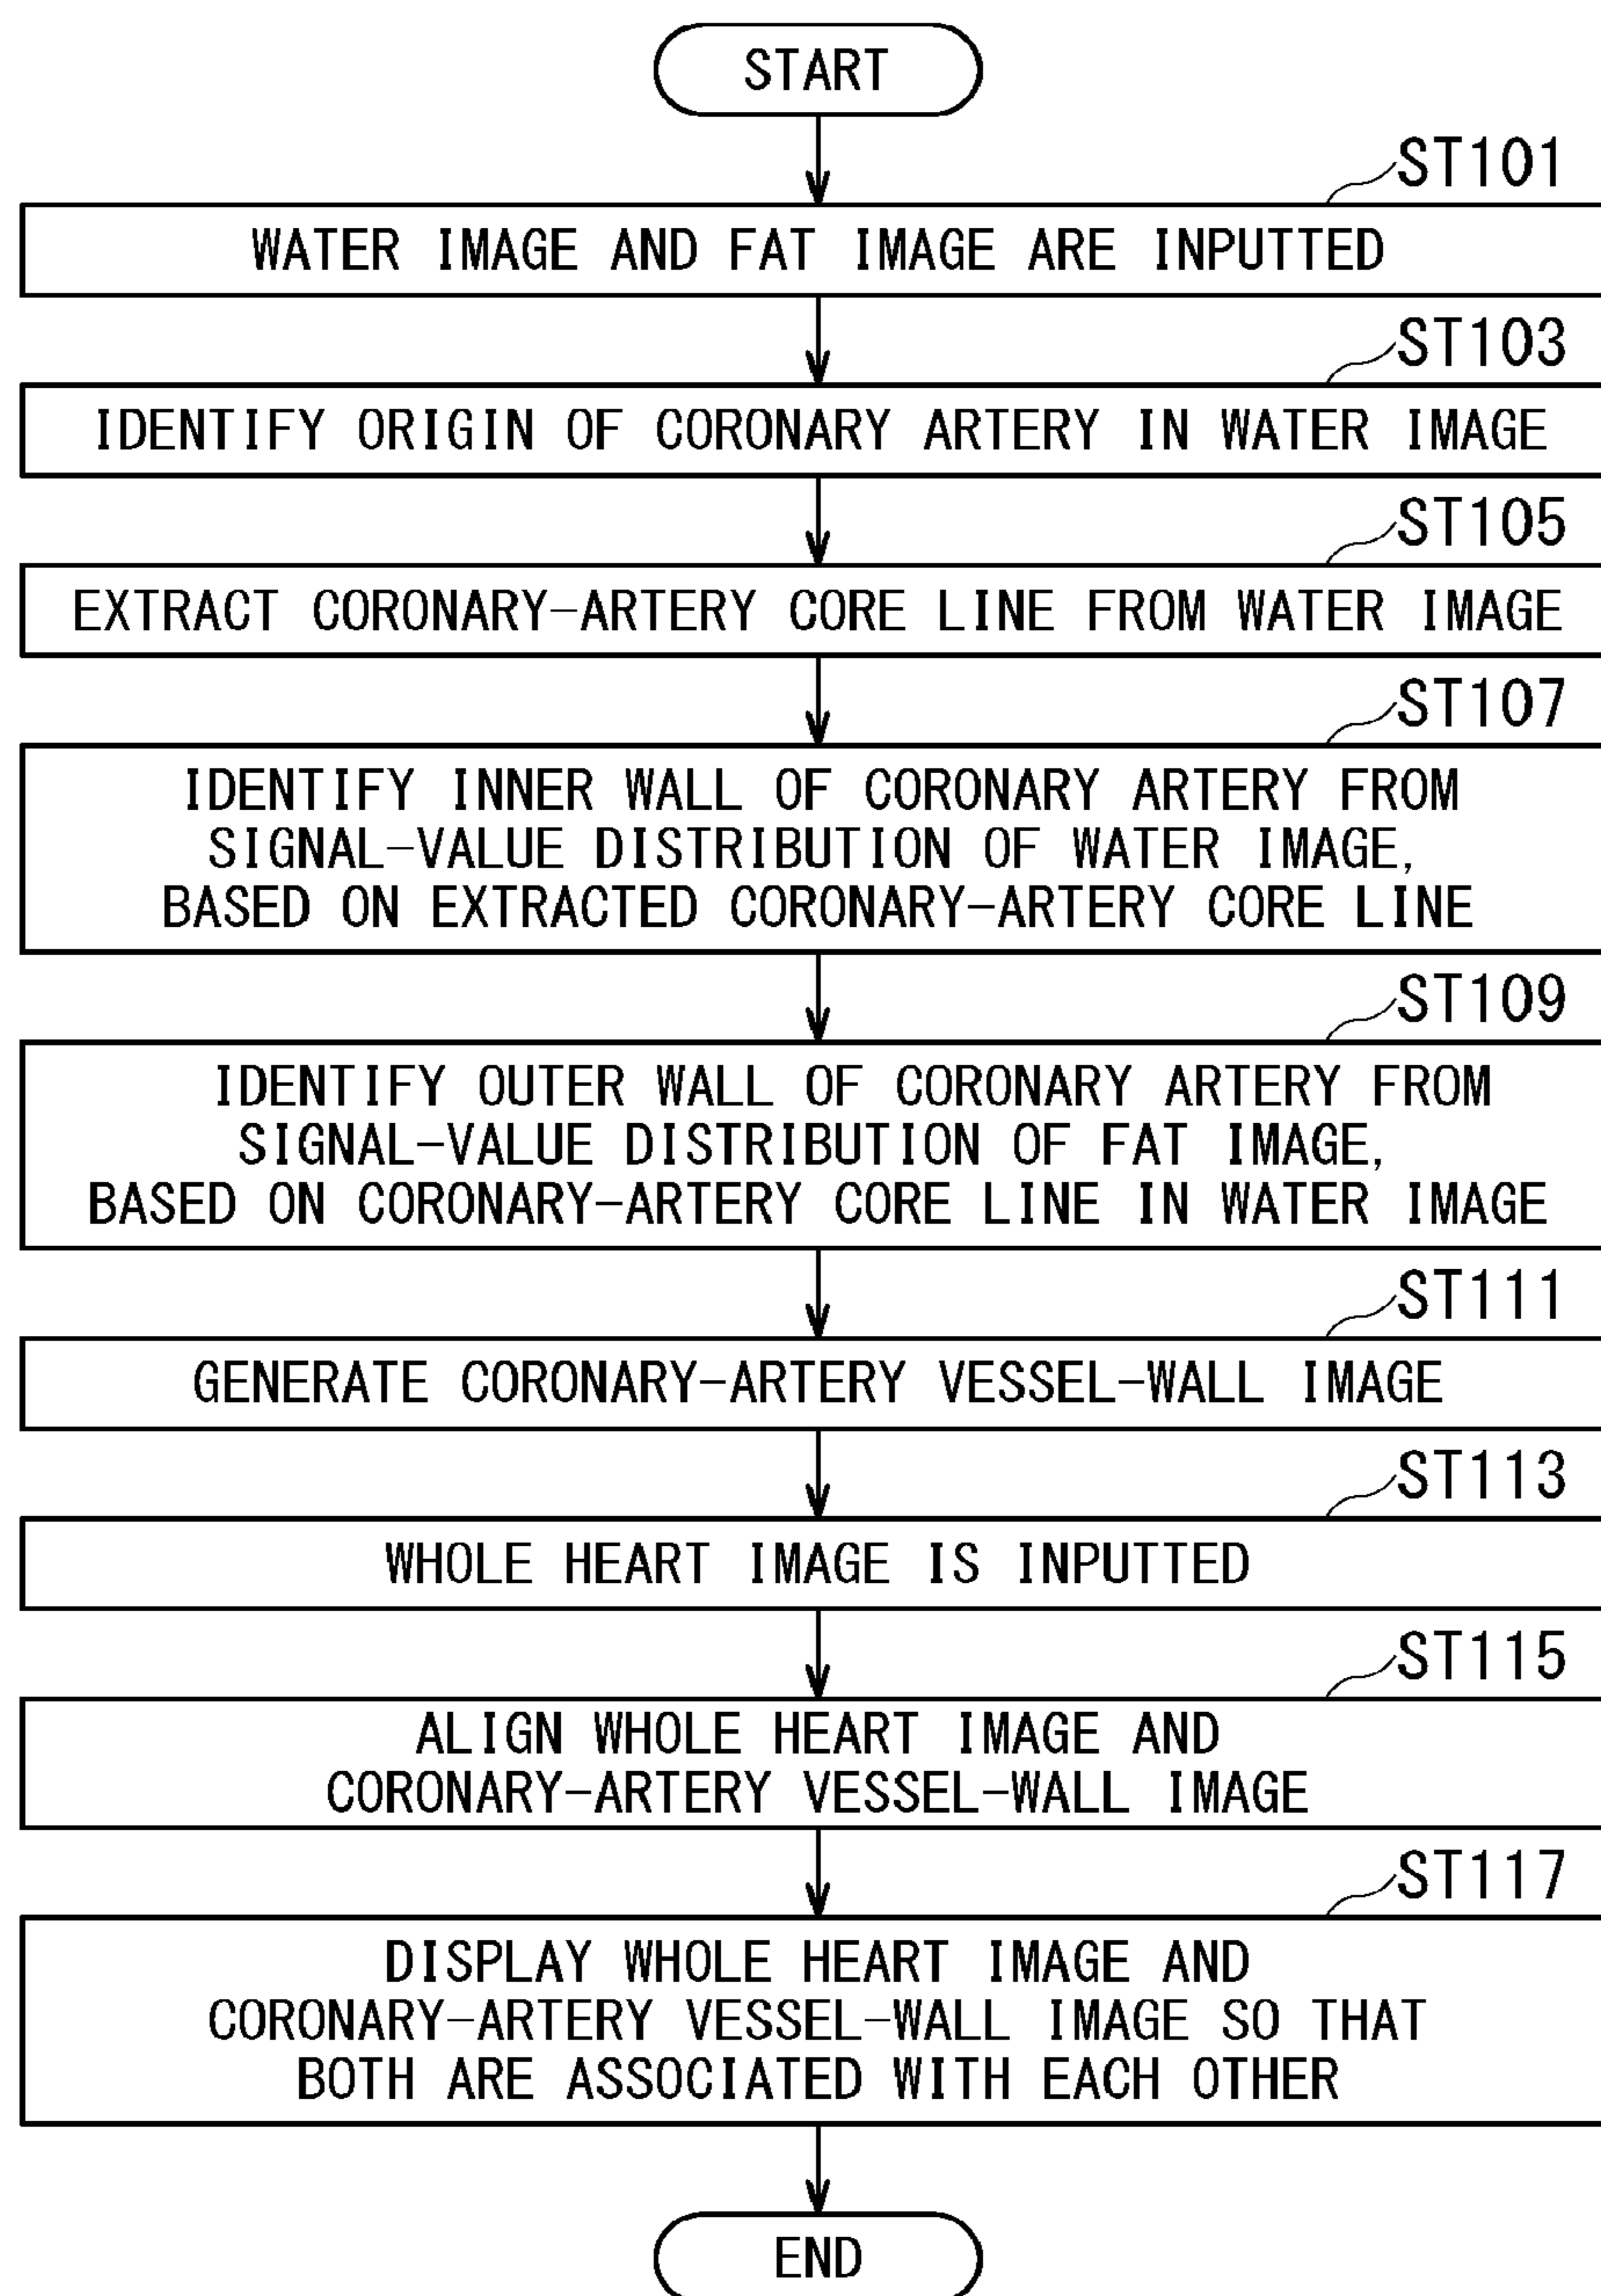 START
ST101
WATER IMAGE AND FAT IMAGE ARE INPUTTED
ST103
IDENTIFY ORIGIN OF CORONARY ARTERY IN WATER IMAGE
ST105
EXTRACT CORONARY-ARTERY CORE LINE FROM WATER IMAGE
ST107
IDENTIFY INNER WALL OF CORONARY ARTERY FROM
SIGNAL-VALUE DISTRIBUTION OF WATER IMAGE,
BASED ON EXTRACTED CORONARY-ARTERY CORE LINE
ST109
IDENTIFY OUTER WALL OF CORONARY ARTERY FROM
SIGNAL-VALUE DISTRIBUTION OF FAT IMAGE,
BASED ON CORONARY-ARTERY CORE LINE IN WATER IMAGE
ST111
GENERATE CORONARY-ARTERY VESSEL-WALL IMAGE
ST113
WHOLE HEART IMAGE IS INPUTTED
ST115
ALIGN WHOLE HEART IMAGE AND
CORONARY-ARTERY VESSEL-WALL IMAGE
ST117
DISPLAY WHOLE HEART IMAGE AND
CORONARY-ARTERY VESSEL-WALL IMAGE SO THAT
BOTH ARE ASSOCIATED WITH EACH OTHER
END